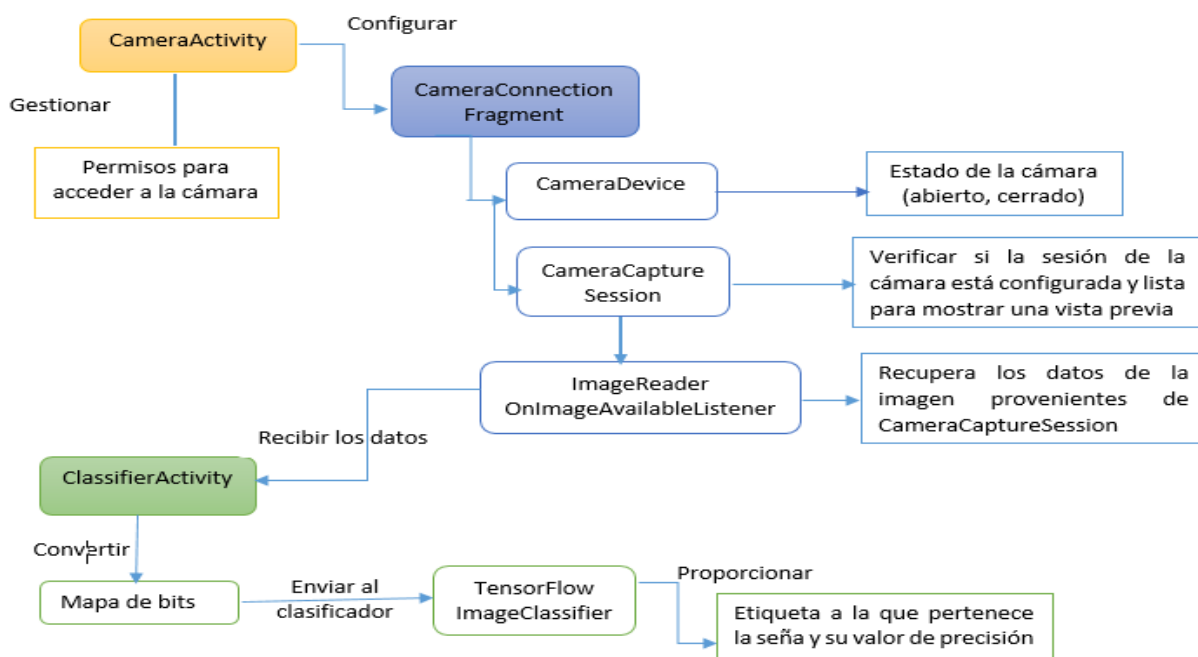 Configurar
CameraActivity
CameraConnection
Fragment
Gestionar
Permisos para
acceder a la cámara
CameraDevice
Estado de la cámara
(abierto, cerrado)
CameraCapture
Session
Verificar si la sesión de la
cámara está configurada y lista
para mostrar una vista previa
ImageReader
OnImageAvailableListener
Recupera los datos de la
imagen provenientes de
CameraCaptureSession
Recibir los datos
ClassifierActivity
Convertir
Mapa de bits
Enviar al
clasificador
TensorFlow
ImageClassifier
Proporcionar
Etiqueta a la que pertenece
la seña y su valor de precisión